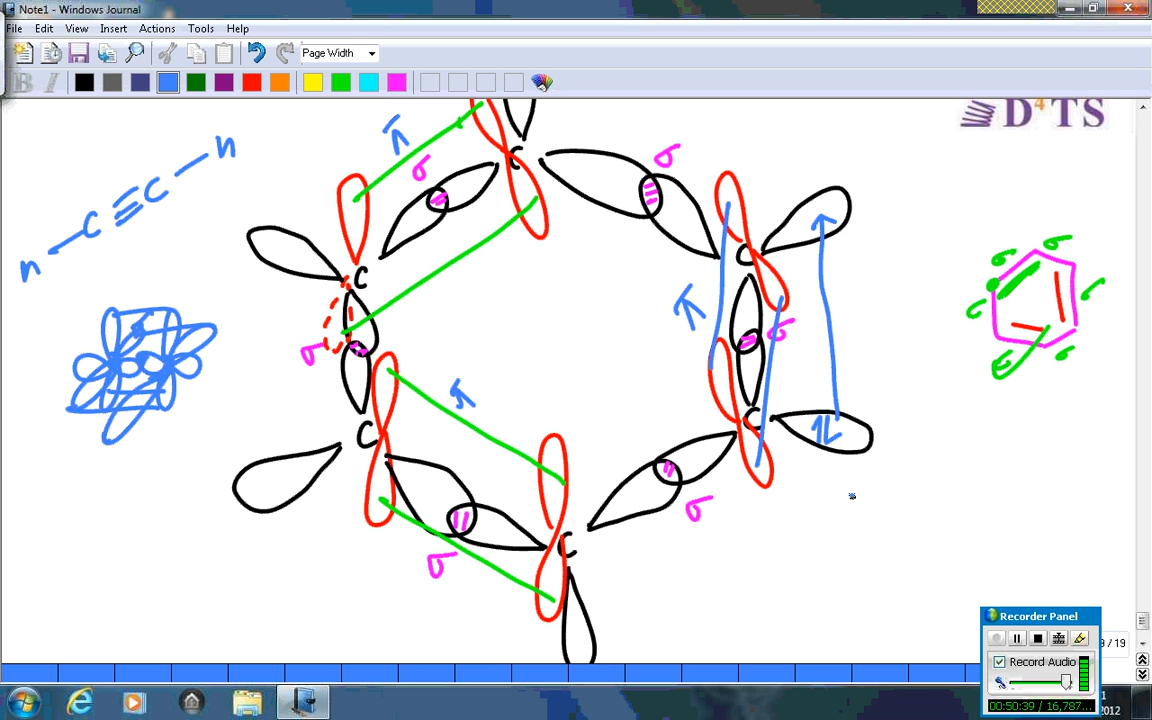 Note1 - Windows Journal
File Edit View Insert Actions Tools Help
Page Width
B I
D⁴TS
n
C≡C
n
π
σ
C
σ
C
C
σ
π
σ
C
π
C
σ
C
σ
σ
σ
σ
σ
Recorder Panel
Record Audio
00:50:39 / 16,787...
/ 19
2012